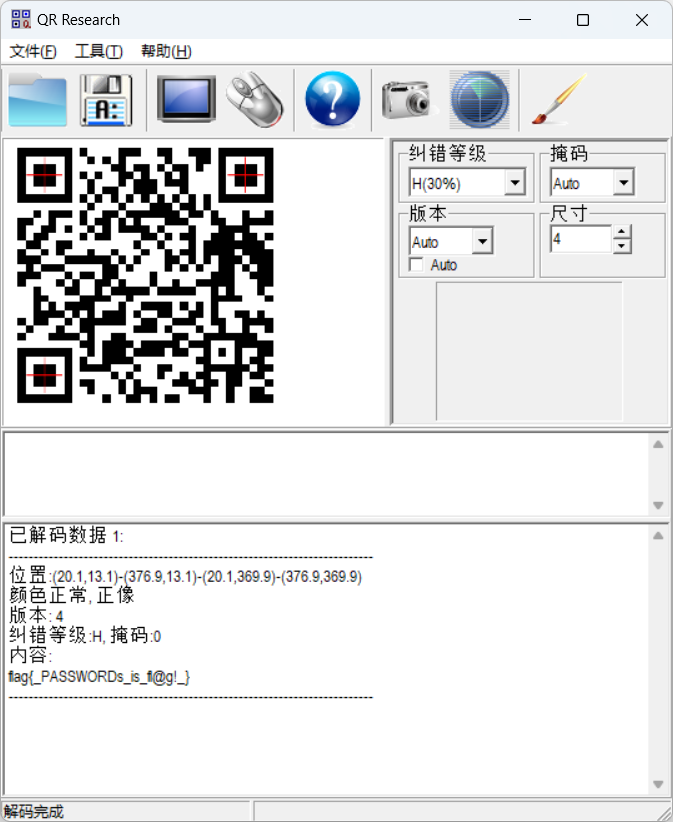 QR Research
文件(F) 工具(T) 帮助(H)
A:
?
纠错等级 掩码
H(30%) Auto
版本 尺寸
Auto 4
Auto
已解码数据 1:
----------------------------------------------------------------------
位置:(20.1,13.1)-(376.9,13.1)-(20.1,369.9)-(376.9,369.9)
颜色正常, 正像
版本: 4
纠错等级:H, 掩码:0
内容:
flag{_PASSWORDs_is_fl@g!_}
----------------------------------------------------------------------
解码完成